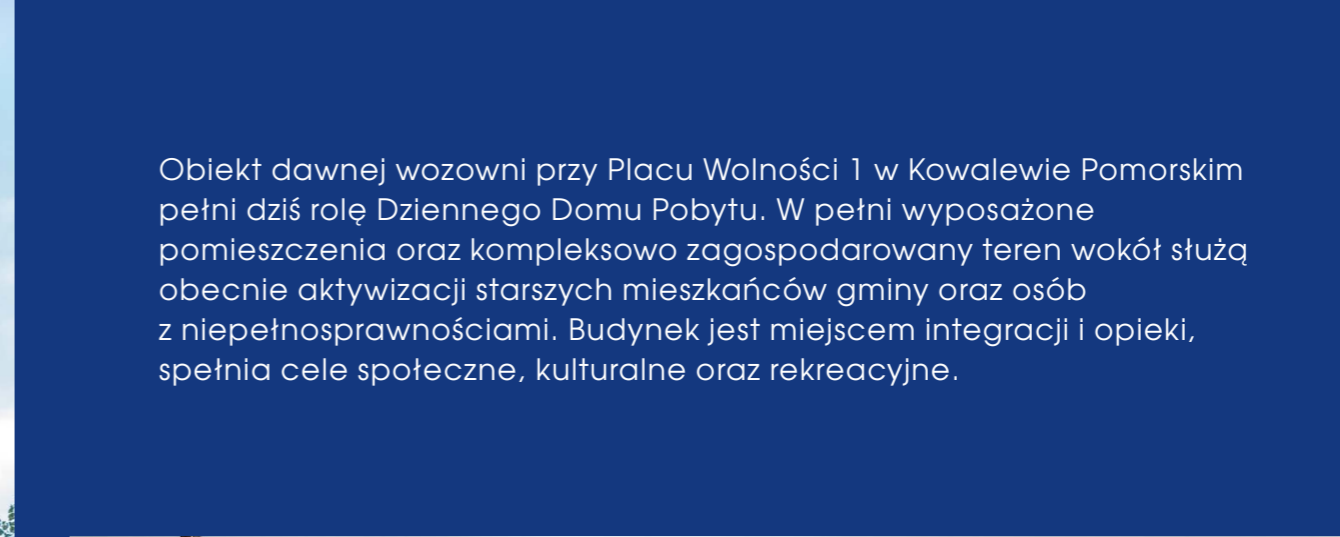 Obiekt dawnej wozowni przy Placu Wolności 1 w Kowalewie Pomorskim
pełni dziś rolę Dziennego Domu Pobytu. W pełni wyposażone
pomieszczenia oraz kompleksowo zagospodarowany teren wokół służą
obecnie aktywizacji starszych mieszkańców gminy oraz osób
z niepełnosprawnościami. Budynek jest miejscem integracji i opieki,
spełnia cele społeczne, kulturalne oraz rekreacyjne.